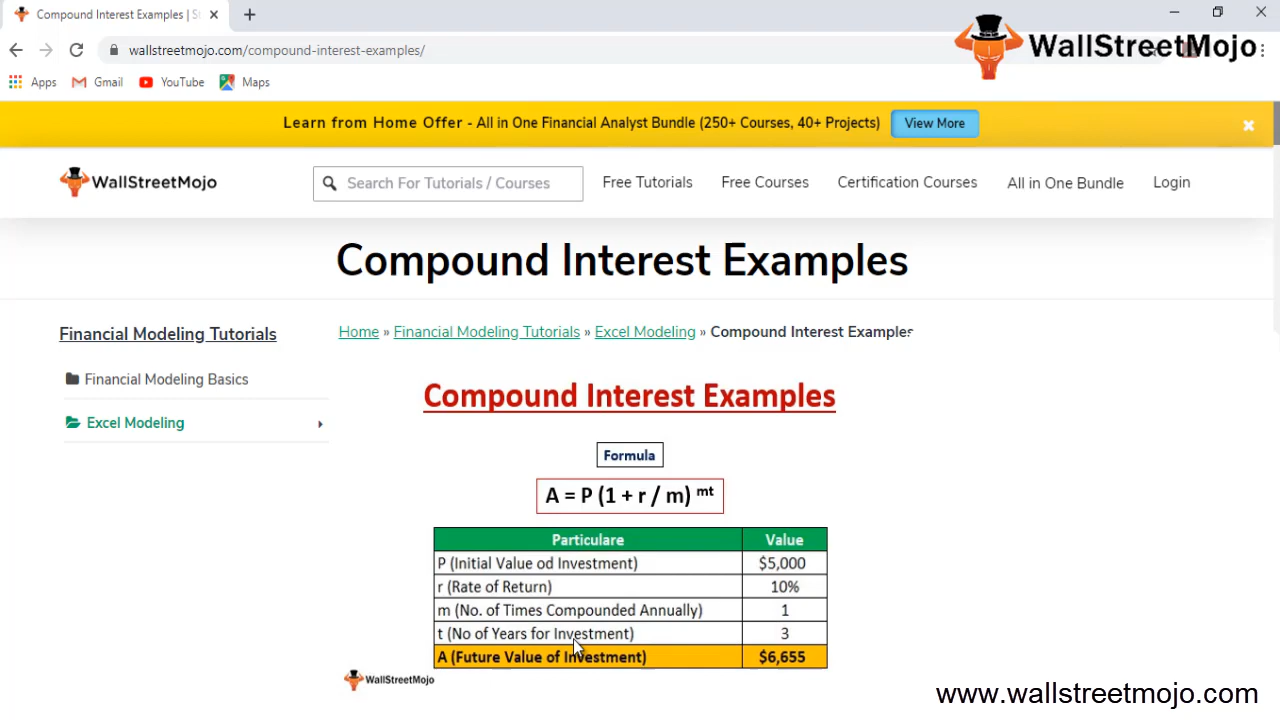 Compound Interest Examples | St
WallStreetMojo
wallstreetmojo.com/compound-interest-examples/
Apps Gmail YouTube Maps
Learn from Home Offer - All in One Financial Analyst Bundle (250+ Courses, 40+ Projects) View More
WallStreetMojo Search For Tutorials / Courses Free Tutorials Free Courses Certification Courses All in One Bundle Login
Compound Interest Examples
Financial Modeling Tutorials
Home » Financial Modeling Tutorials » Excel Modeling » Compound Interest Examples
Financial Modeling Basics
Excel Modeling
Compound Interest Examples
Formula
A = P (1 + r / m) ᵐᵗ
Particulare Value
P (Initial Value od Investment) $5,000
r (Rate of Return) 10%
m (No. of Times Compounded Annually) 1
t (No of Years for Investment) 3
A (Future Value of Investment) $6,655
WallStreetMojo
www.wallstreetmojo.com